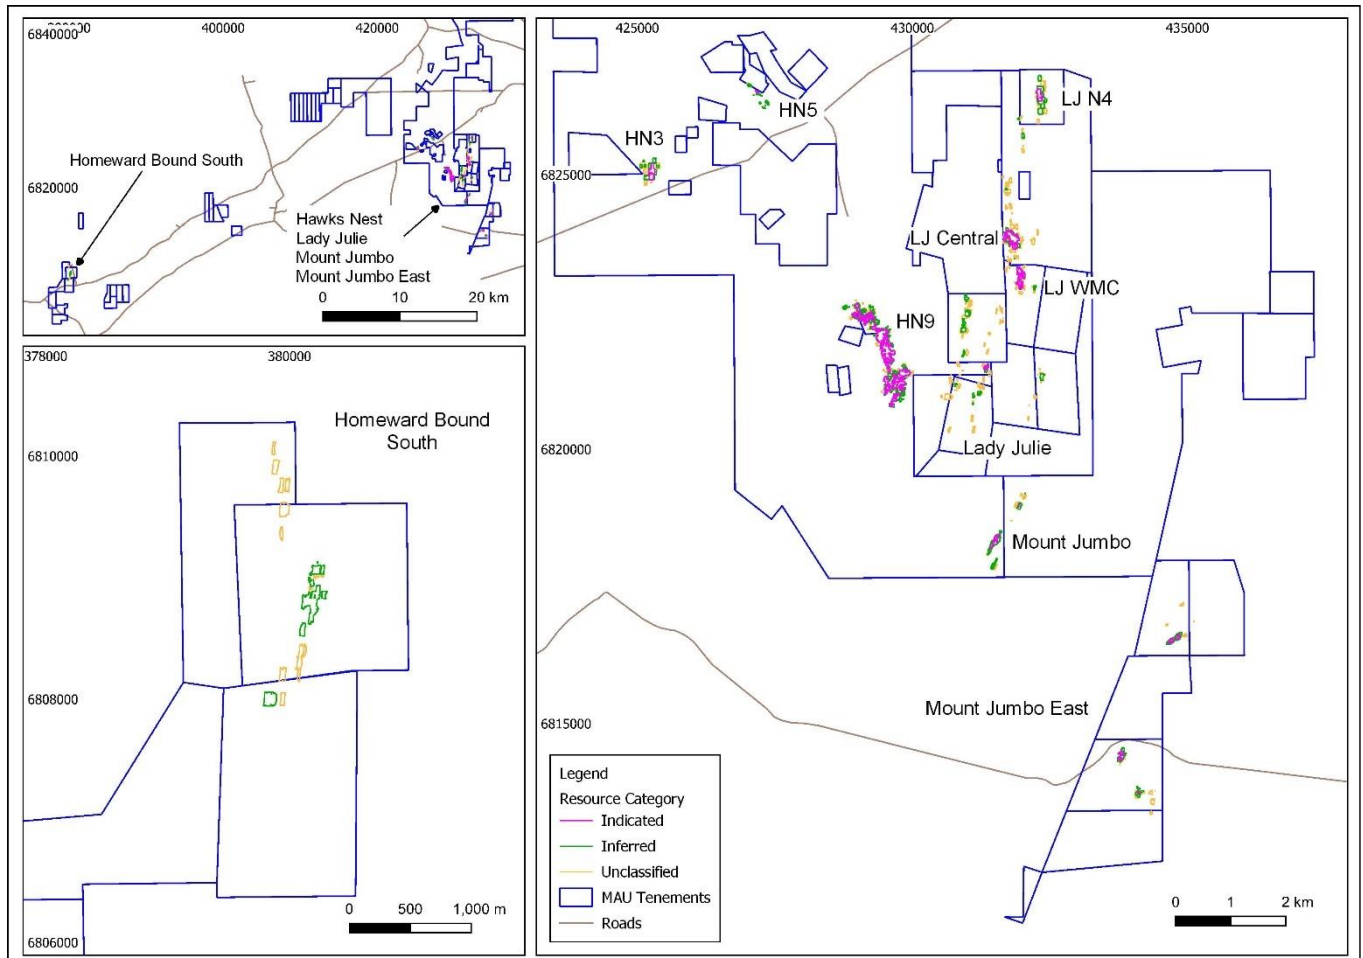 6840000
400000
420000
Homeward Bound South
6820000
Hawks Nest
Lady Julie
Mount Jumbo
Mount Jumbo East
0 10 20 km
378000
380000
Homeward Bound
South
6810000
6808000
0 500 1,000 m
6806000
425000
430000
435000
LJ N4
HN5
HN3
6825000
LJ Central
LJ WMC
HN9
6820000
Lady Julie
Mount Jumbo
Mount Jumbo East
6815000
Legend
Resource Category
Indicated
Inferred
Unclassified
MAU Tenements
Roads
0 1 2 km